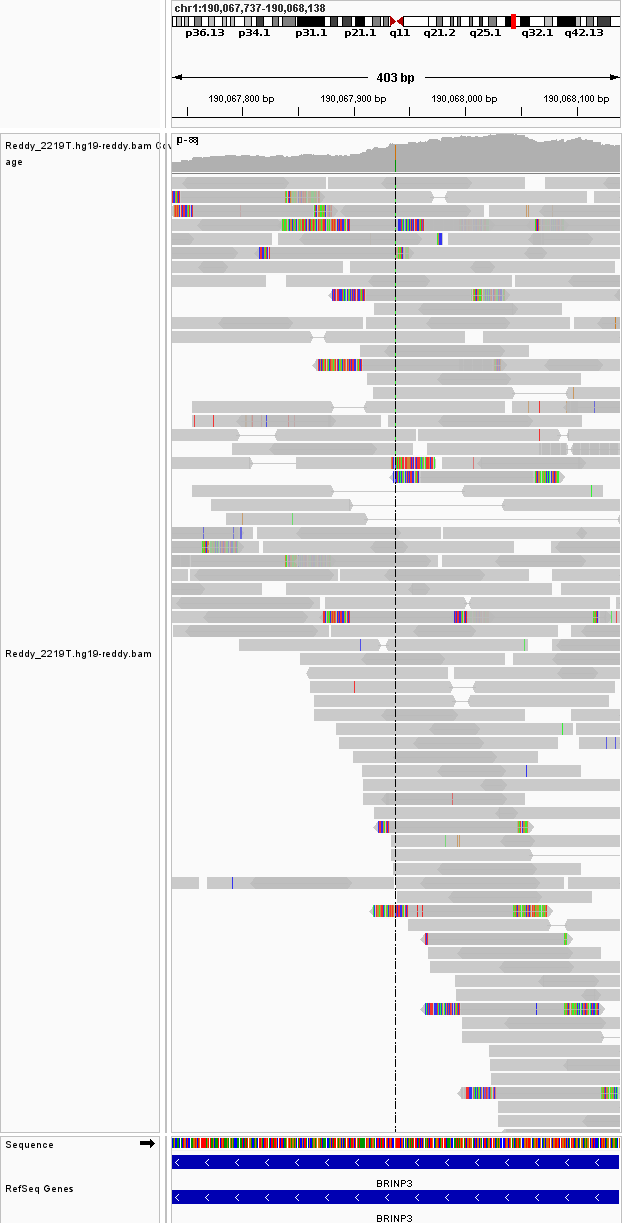 chr1:190,067,737-190,068,138
p36.13 p34.1 p31.1 p21.1 q11 q21.2 q25.1 q32.1 q42.13
403 bp
190,067,800 bp 190,067,900 bp 190,068,000 bp 190,068,100 bp
[0 - 88]
Reddy_2219T.hg19-reddy.bam Cov
age
Reddy_2219T.hg19-reddy.bam
Sequence
BRINP3
RefSeq Genes
BRINP3